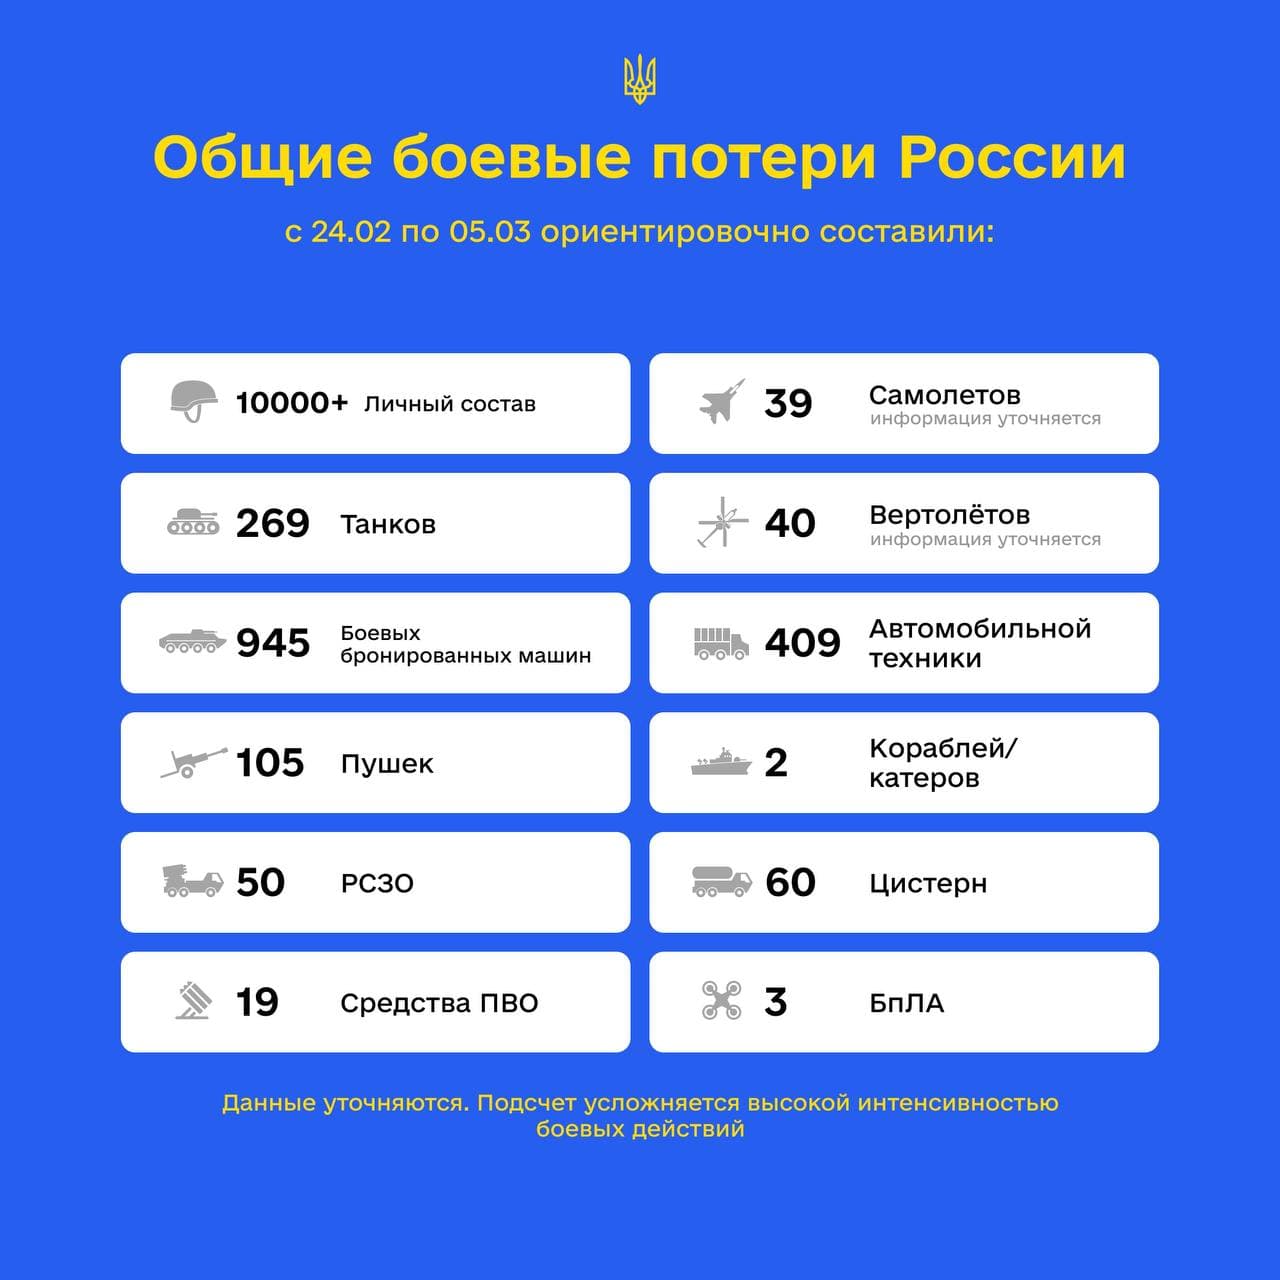 Общие боевые потери России
с 24.02 по 05.03 ориентировочно составили:
10000+ Личный состав
39 Самолетов
информация уточняется
269 Танков
40 Вертолётов
информация уточняется
945 Боевых
бронированных машин
409 Автомобильной
техники
105 Пушек
2 Кораблей/
катеров
50 РСЗО
60 Цистерн
19 Средства ПВО
3 БпЛА
Данные уточняются. Подсчет усложняется высокой интенсивностью
боевых действий